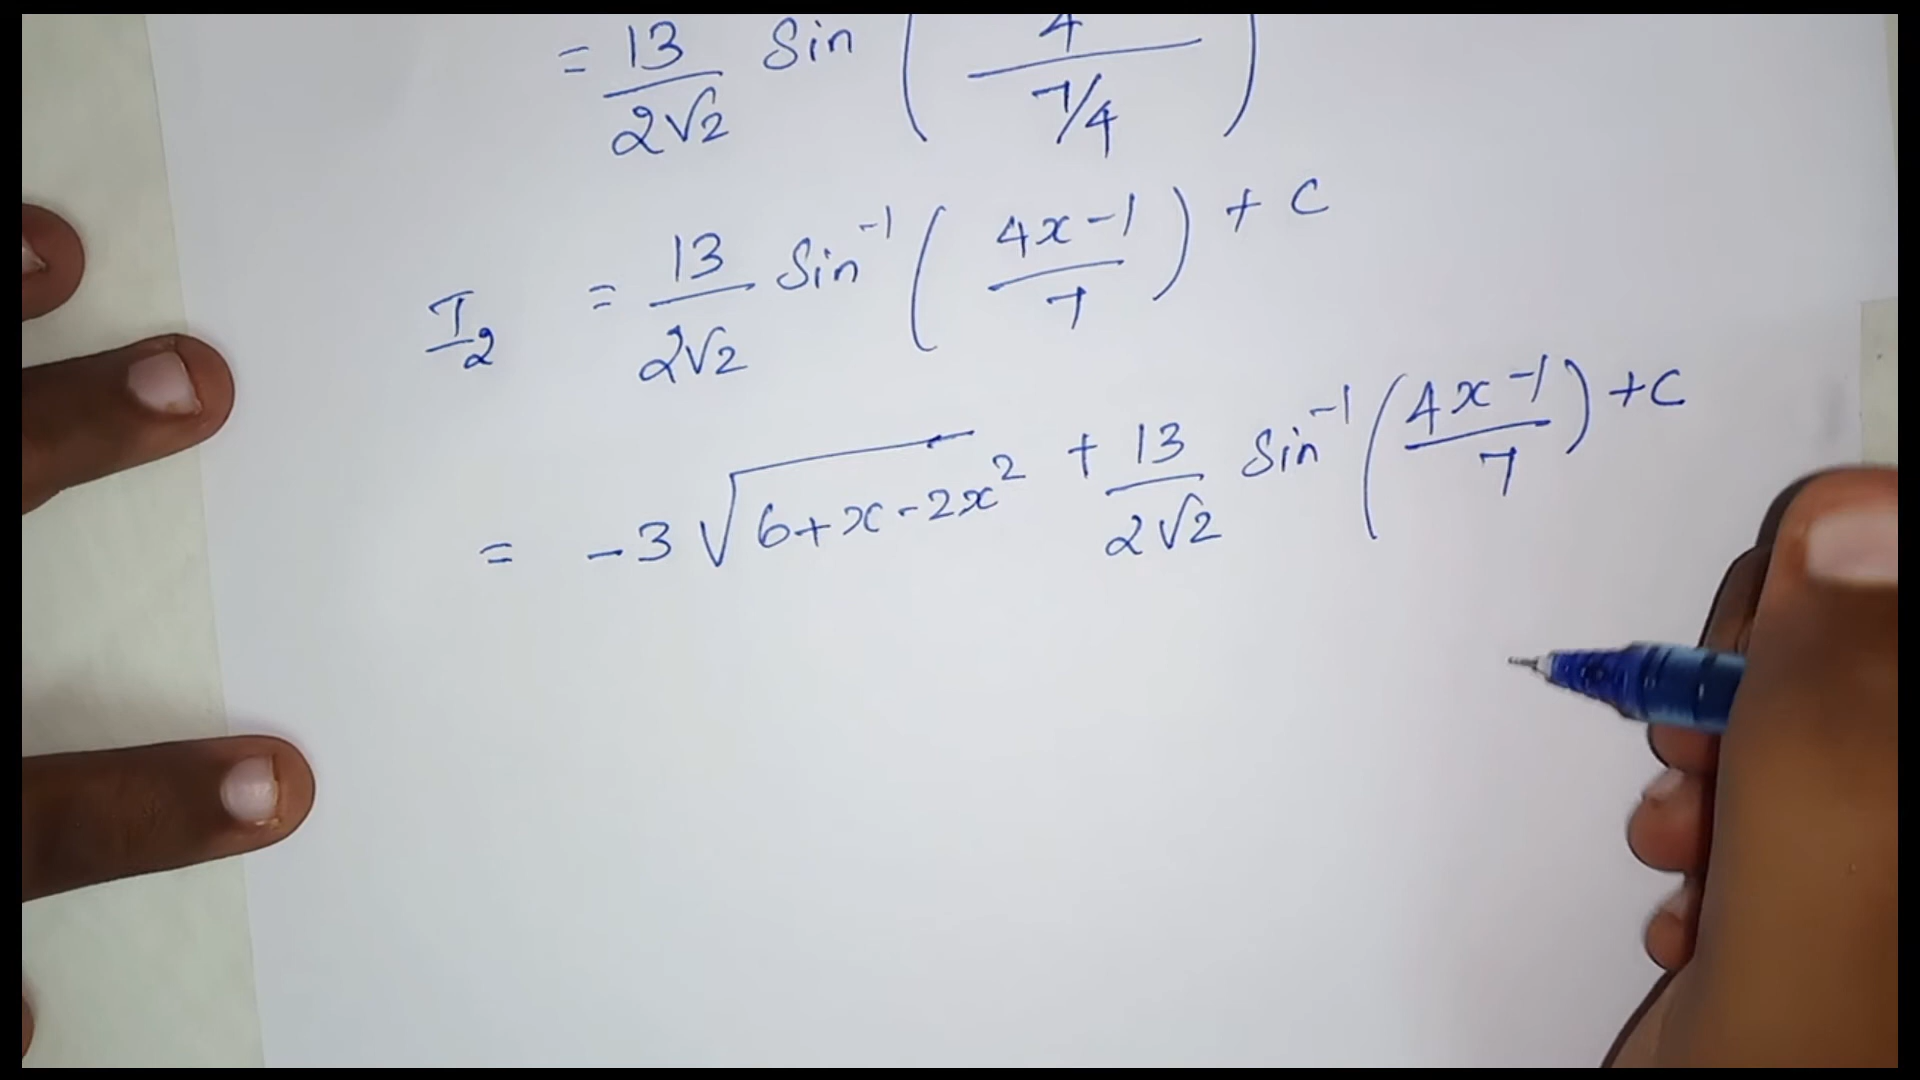 = 13/2√2 Sin ( 4/7/4 )
I₂ = 13/2√2 Sin⁻¹ ( 4x-1/7 ) + C
= -3 √6+x-2x² + 13/2√2 Sin⁻¹ ( 4x-1/7 ) +C